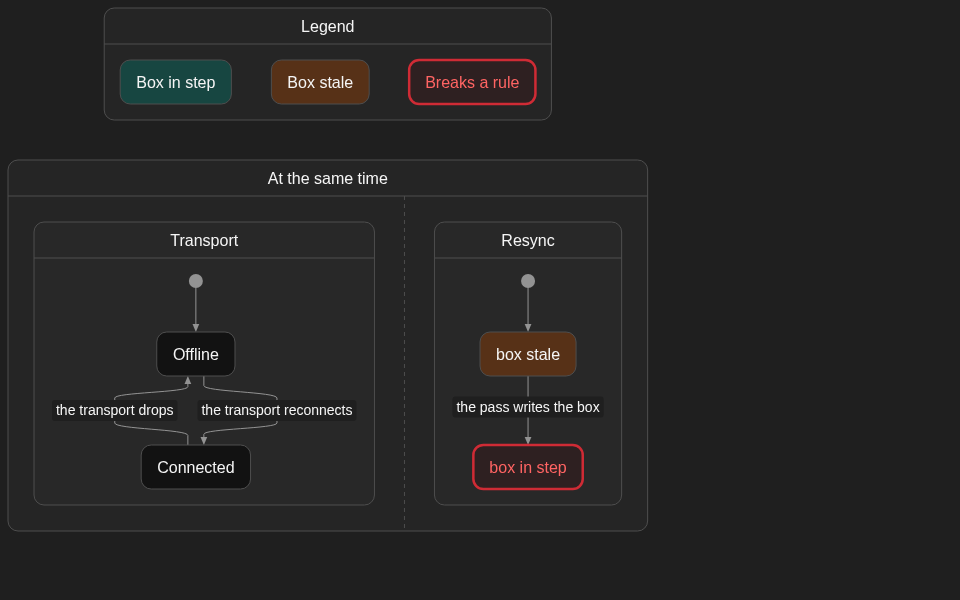 Legend
Box in step
Box stale
Breaks a rule
At the same time
Transport
Resync
Offline
box stale
the transport drops
the transport reconnects
the pass writes the box
Connected
box in step